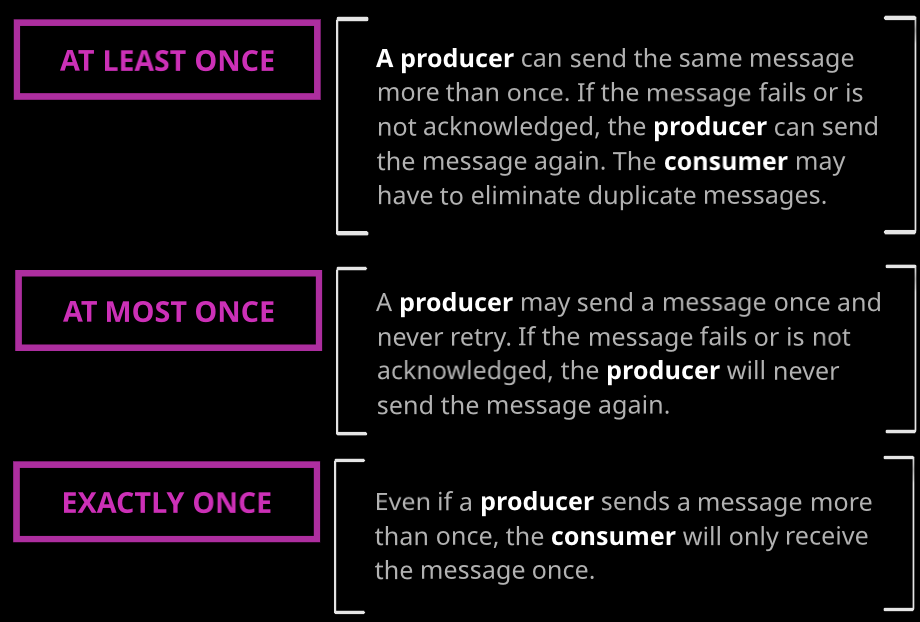 AT LEAST ONCE
A producer can send the same message
more than once. If the message fails or is
not acknowledged, the producer can send
the message again. The consumer may
have to eliminate duplicate messages.
AT MOST ONCE
A producer may send a message once and
never retry. If the message fails or is not
acknowledged, the producer will never
send the message again.
EXACTLY ONCE
Even if a producer sends a message more
than once, the consumer will only receive
the message once.